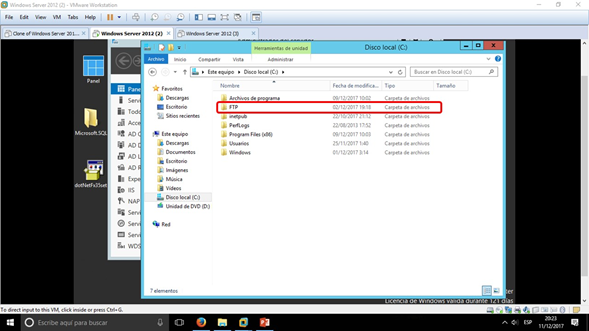 Windows Server 2012 (2) - VMware Workstation
File Edit View VM Tabs Help
Clone of Windows Server 201... Windows Server 2012 (2) Windows Server 2012 (3)
Herramientas de unidad Disco local (C:)
Archivo Inicio Compartir Vista Administrar
Este equipo Disco local (C:)
Buscar en Disco local (C:)
Panel
Microsoft.SQL
dotNetFx35set
Panel
Servi
Servi
Todo
Acce
AD
AD
AD R
AD R
Expe
IIS
NAP
Servi
Servi
Servi
WDS
Favoritos
Descargas
Escritorio
Sitios recientes
Este equipo
Descargas
Documentos
Escritorio
Imágenes
Música
Vídeos
Disco local (C:)
Unidad de DVD (D:)
Red
Nombre Fecha de modifica... Tipo Tamaño
Archivos de programa 09/12/2017 10:02 Carpeta de archivos
FTP 02/12/2017 19:18 Carpeta de archivos
inetpub 22/10/2017 21:12 Carpeta de archivos
PerfLogs 22/08/2013 17:52 Carpeta de archivos
Program Files (x86) 09/12/2017 10:03 Carpeta de archivos
Usuarios 25/11/2017 1:40 Carpeta de archivos
Windows 01/12/2017 3:14 Carpeta de archivos
7 elementos
Licencia de Windows válida durante 121 días
To direct input to this VM, click inside or press Ctrl+G.
Escribe aquí para buscar
ESP
20:23
11/12/2017